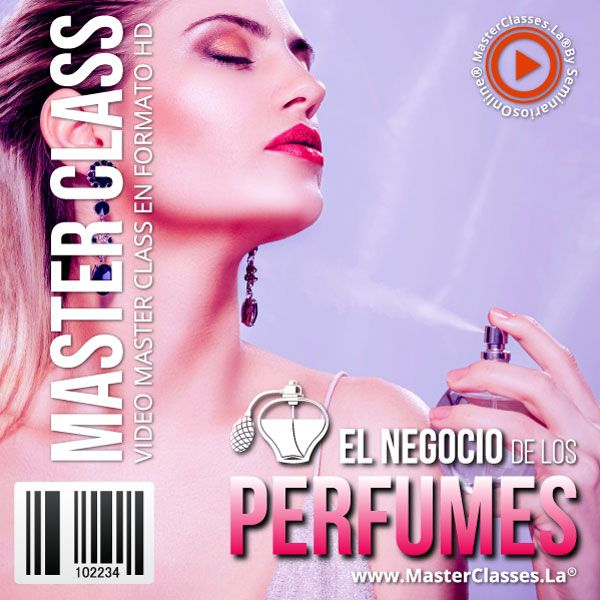 MASTER CLASS
VIDEO MASTER CLASS EN FORMATO HD
MasterClasses.La® By SeminariosOnline®
EL NEGOCIO DE LOS
PERFUMES
www.MasterClasses.La®
102234